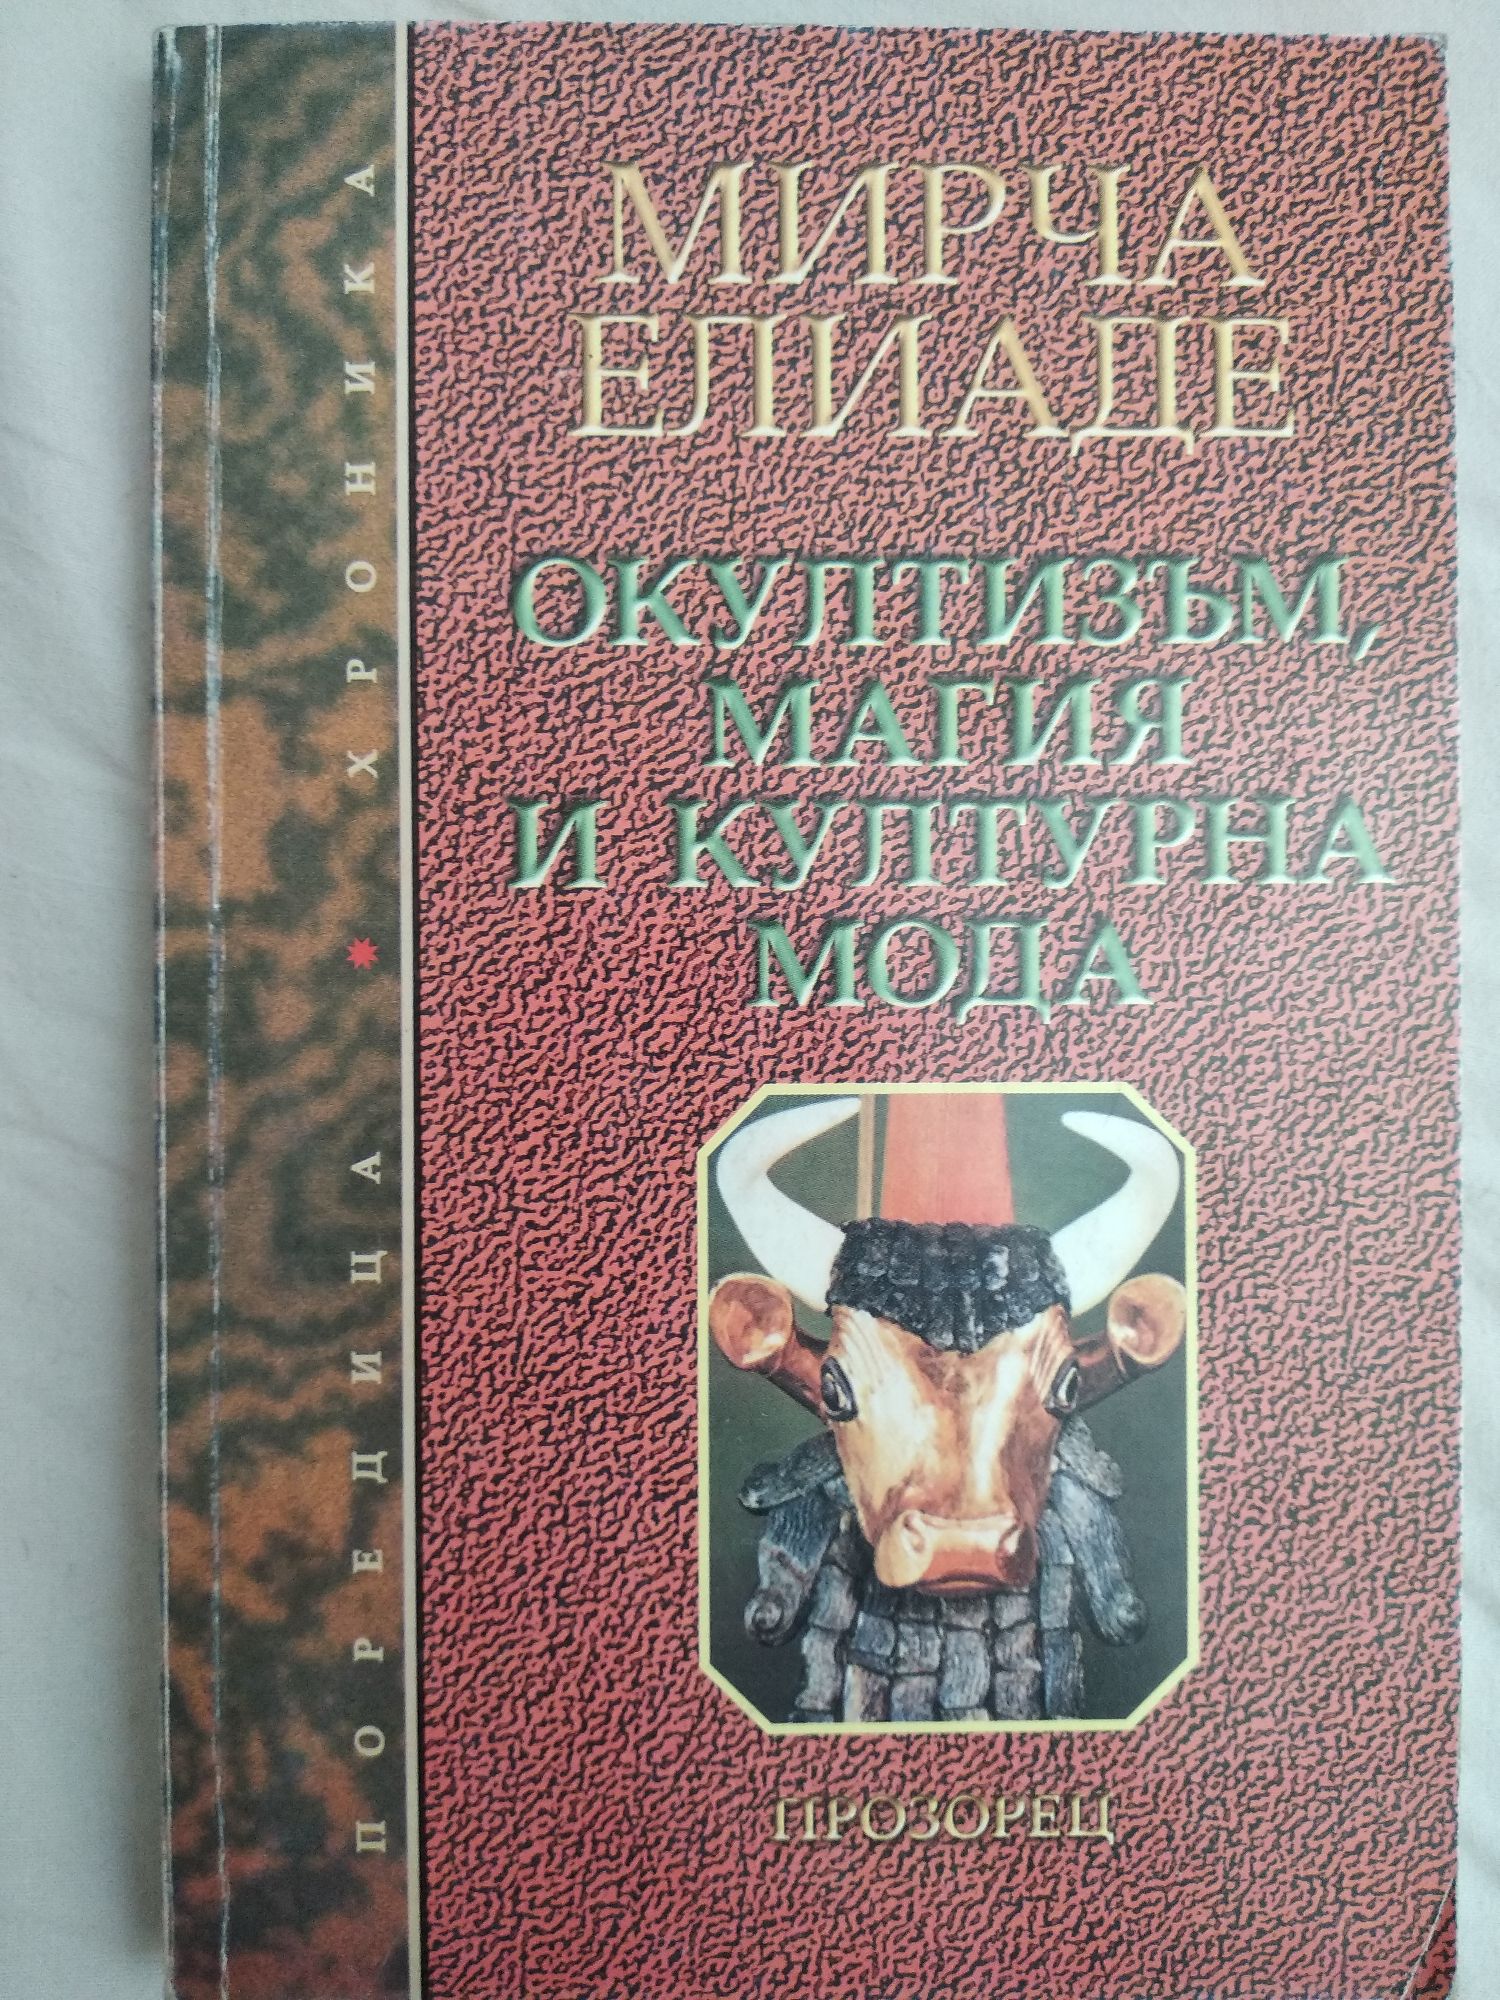 МИРЧА
ЕЛИАДЕ
ОКУЛТИЗЪМ,
МАГИЯ
И КУЛТУРНА
МОДА
ПРОЗОРЕЦ
ПОРЕДИЦА * ХРОНИКА